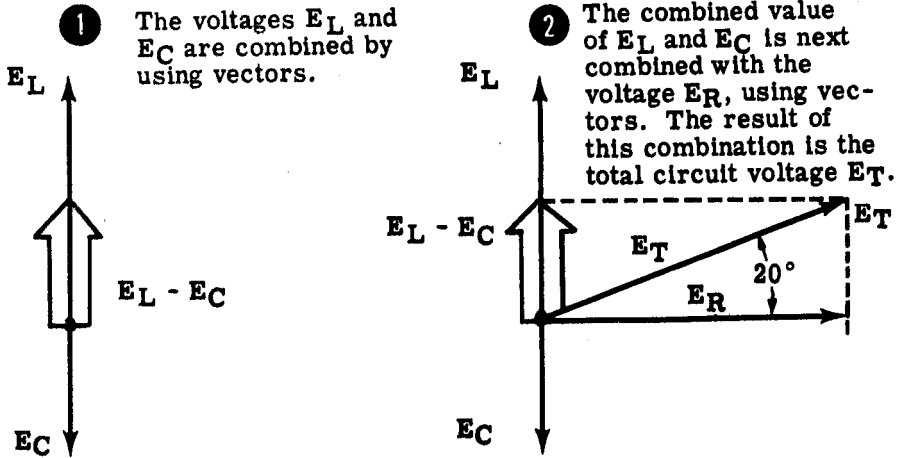 1
The voltages EL and
EC are combined by
using vectors.
EL
EL - EC
EC
2
The combined value
of EL and EC is next
combined with the
voltage ER, using vec-
tors. The result of
this combination is the
total circuit voltage ET.
EL
EL - EC
ET
ET
20°
ER
EC